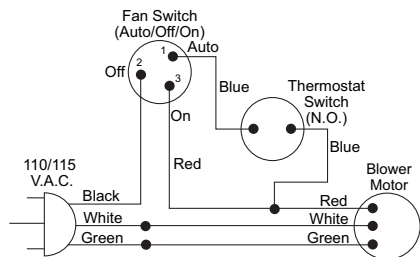 Fan Switch
(Auto/Off/On)
1
Auto
Off
2
3
On
Blue
Thermostat
Switch
(N.O.)
Blue
Red
110/115
V.A.C.
Black
White
Green
Blower
Motor
Red
White
Green